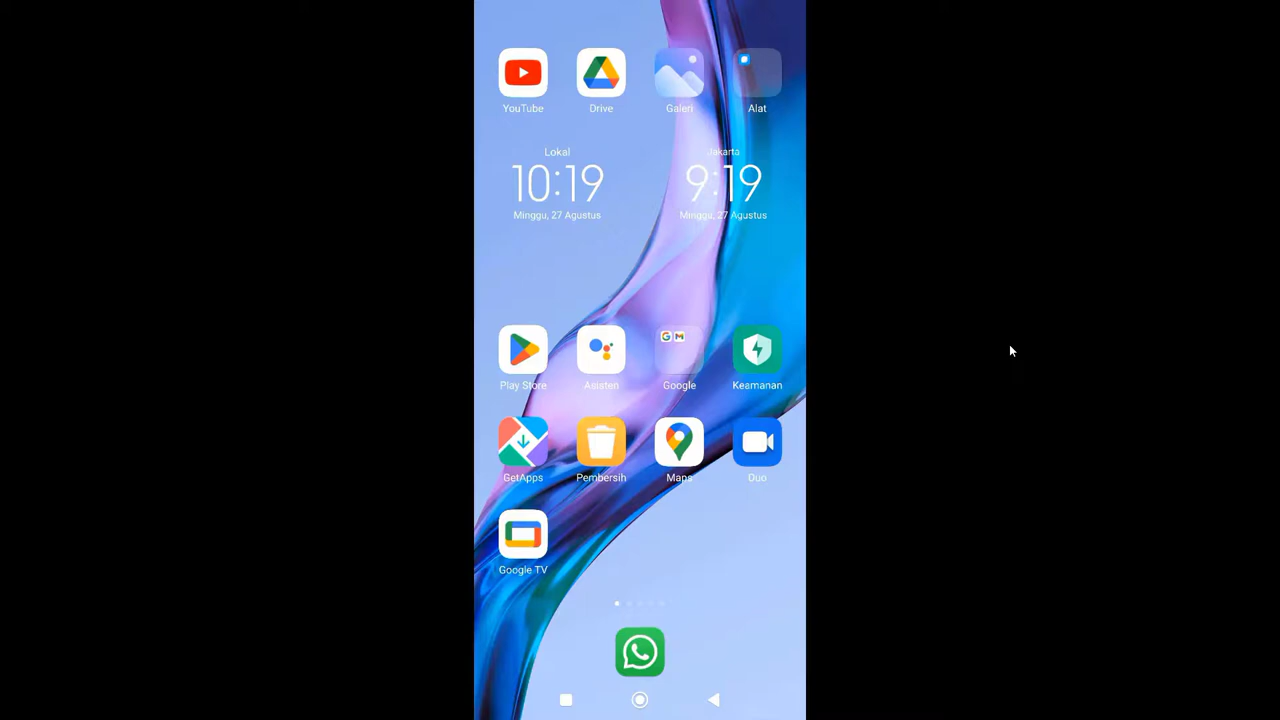 YouTube
Drive
Galeri
Alat
Lokal
10:19
Minggu, 27 Agustus
Jakarta
9:19
Minggu, 27 Agustus
Play Store
Asisten
Google
Keamanan
GetApps
Pembersih
Maps
Duo
Google TV